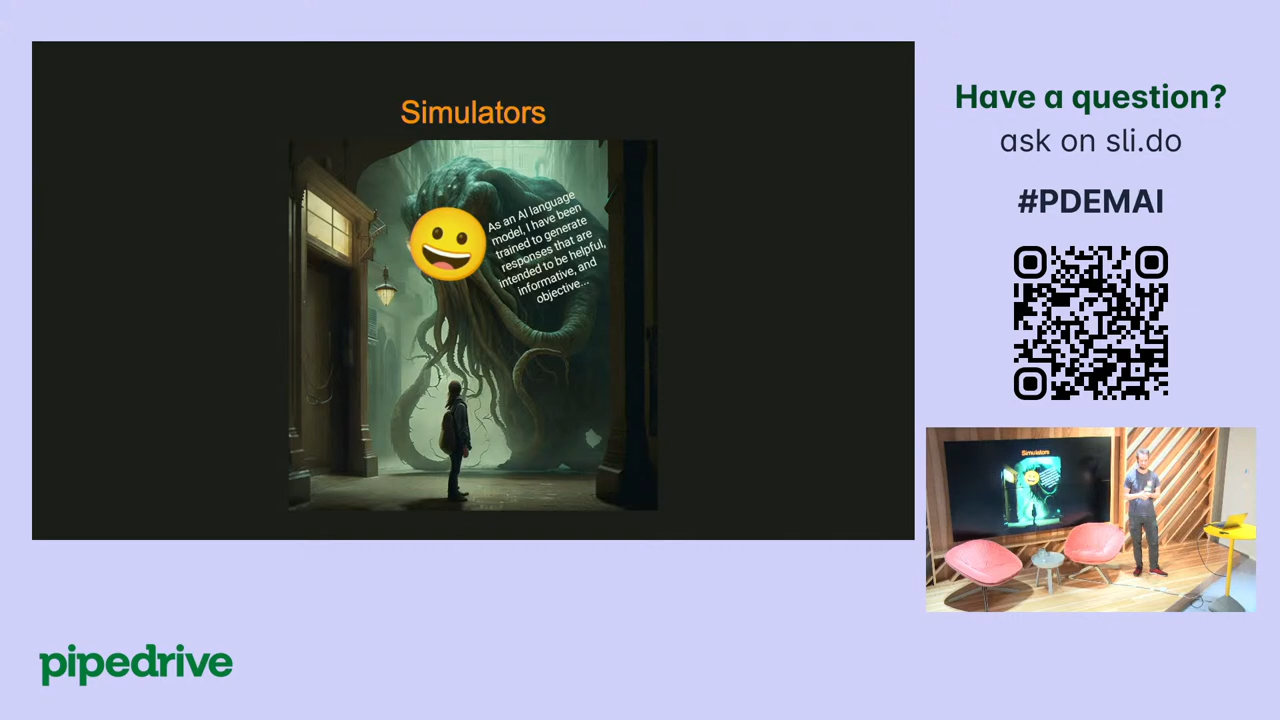 Simulators
As an AI language
model, I have been
trained to generate
responses that are
intended to be helpful,
informative, and
objective...
Have a question?
ask on sli.do
#PDEMAI
Simulators
pipedrive